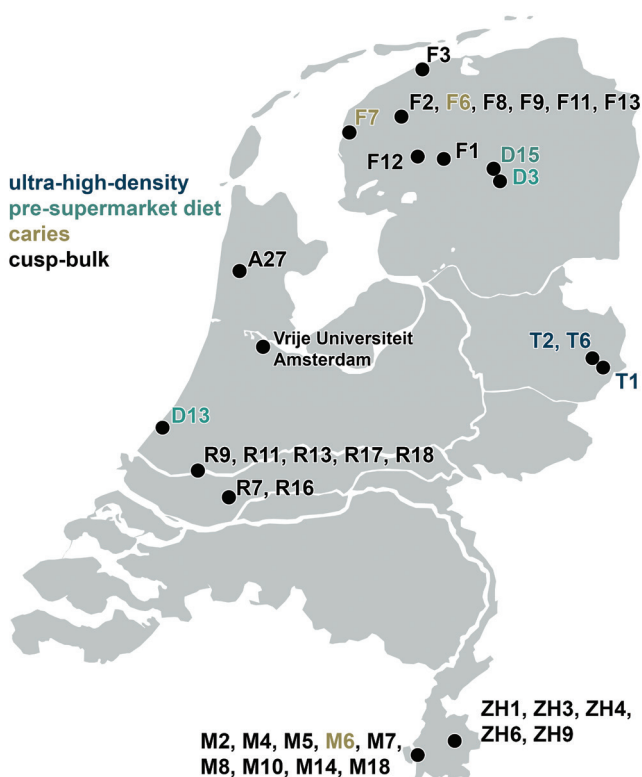 F3
F2, F6, F8, F9, F11, F13
F7
F12
F1
D15
D3
ultra-high-density
pre-supermarket diet
caries
cusp-bulk
A27
Vrije Universiteit
Amsterdam
T2, T6
T1
D13
R9, R11, R13, R17, R18
R7, R16
ZH1, ZH3, ZH4,
ZH6, ZH9
M2, M4, M5, M6, M7,
M8, M10, M14, M18